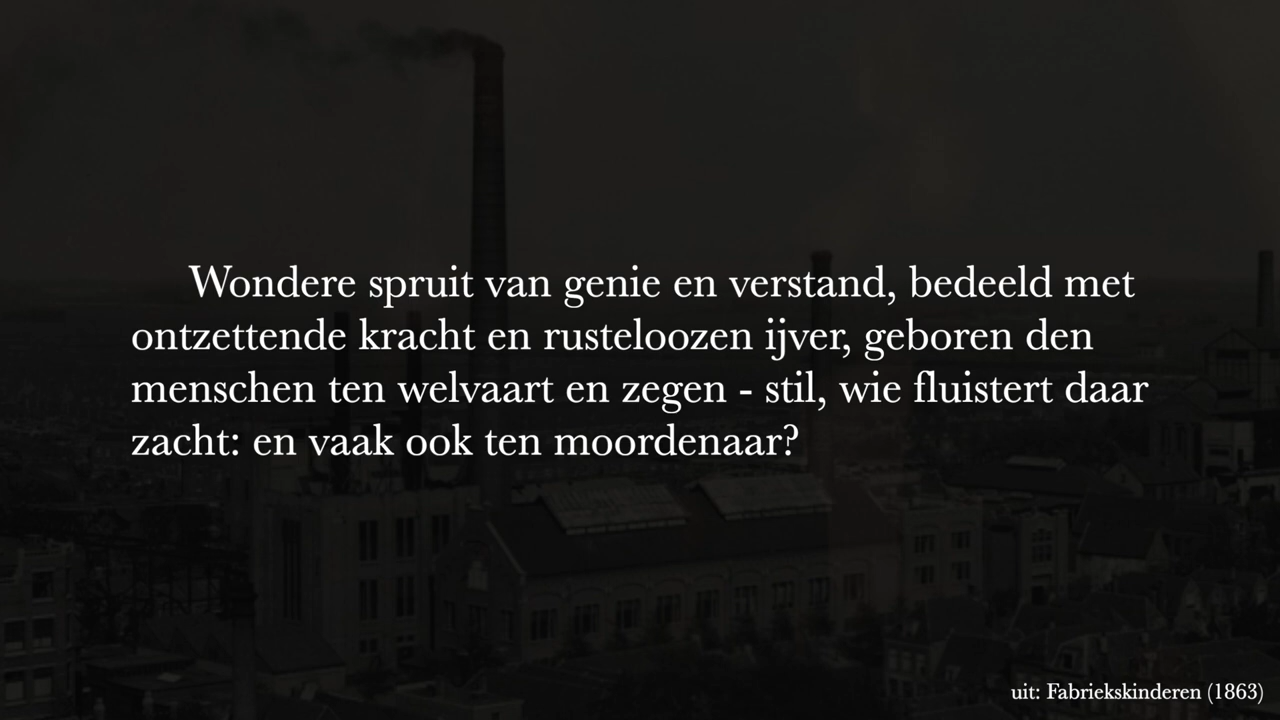 Wondere spruit van genie en verstand, bedeeld met
ontzettende kracht en rusteloozen ijver, geboren den
menschen ten welvaart en zegen - stil, wie fluistert daar
zacht: en vaak ook ten moordenaar?
uit: Fabriekskinderen (1863)